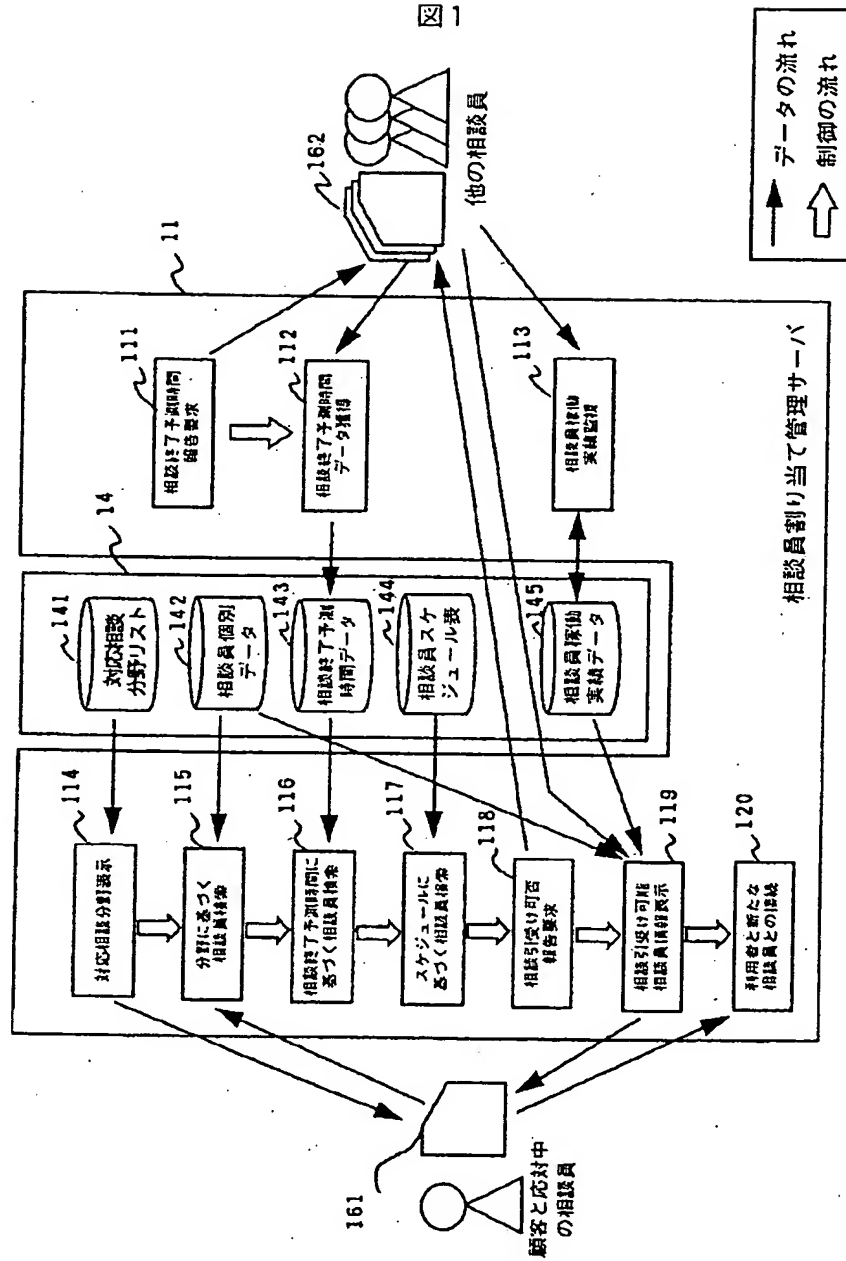 図1
162
他の相談員
11
111
相談終了予測時間
報告要求
112
相談終了予測時間
データ獲得
113
相談員稼働
実績監視
相談員割り当て管理サーバ
14
141
対応相談
分野リスト
142
相談員個別
データ
143
相談終了予測
時間データ
144
相談員スケ
ジュール表
145
相談員稼働
実績データ
114
対応相談分野表示
115
分野に基づく
相談員検索
116
相談終了予測時間に
基づく相談員検索
117
スケジュールに
基づく相談員検索
118
相談引受け可否
報告要求
119
相談引受け可能
相談員情報表示
120
利用者と新たな
相談員との接続
161
顧客と応対中
の相談員
データの流れ
制御の流れ